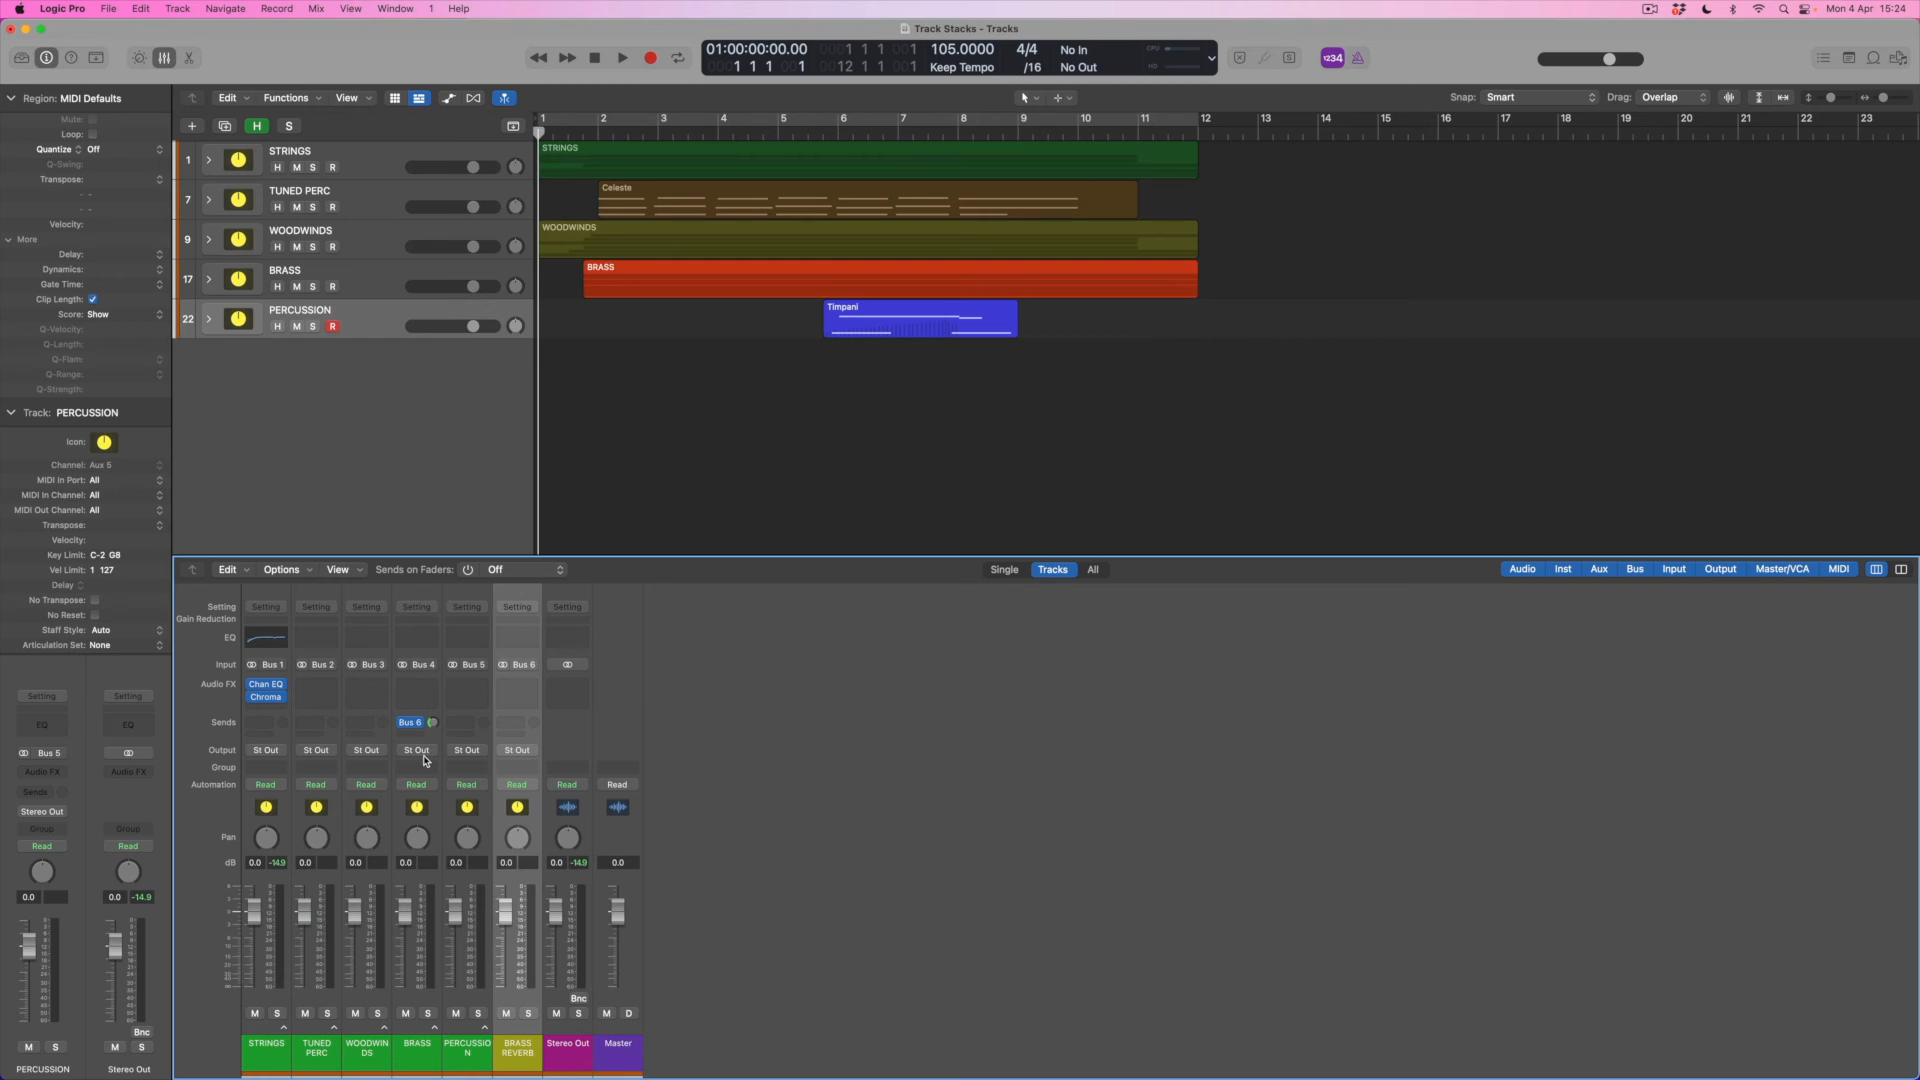 Logic Pro File Edit Track Navigate Record Mix View Window 1 Help Mon 4 Apr 15:24
Track Stacks - Tracks
01:00:00:00.00 0001 1 1 001 105.0000 4/4 No In CPU
0001 1 1 001 0012 1 1 001 Keep Tempo /16 No Out HD
1234
Region: MIDI Defaults Edit Functions View Snap: Smart Drag: Overlap
Mute:
Loop:
Quantize Off
Q-Swing:
Transpose:
Velocity:
More
Delay:
Dynamics:
Gate Time:
Clip Length:
Score: Show
Q-Velocity:
Q-Length:
Q-Flam:
Q-Range:
Q-Strength:
H S 1 2 3 4 5 6 7 8 9 10 11 12 13 14 15 16 17 18 19 20 21 22 23
1 STRINGS STRINGS
H M S R
7 TUNED PERC Celeste
H M S R
9 WOODWINDS WOODWINDS
H M S R
17 BRASS BRASS
H M S R
22 PERCUSSION Timpani
H M S R
Track: PERCUSSION
Icon:
Channel: Aux 5
MIDI In Port: All
MIDI In Channel: All
MIDI Out Channel: All
Transpose:
Velocity:
Key Limit: C-2 G8
Vel Limit: 1 127
Delay
No Transpose:
No Reset:
Staff Style: Auto
Articulation Set: None
Setting Setting
EQ EQ
Bus 5
Audio FX Audio FX
Sends
Stereo Out
Group Group
Read Read
0.0 0.0 -14.9
Bnc
M S M S
PERCUSSION Stereo Out
Edit Options View Sends on Faders: Off Single Tracks All Audio Inst Aux Bus Input Output Master/VCA MIDI
Setting Setting Setting Setting Setting Setting Setting Setting
Gain Reduction
EQ
Input Bus 1 Bus 2 Bus 3 Bus 4 Bus 5 Bus 6
Audio FX Chan EQ
Chroma
Sends Bus 6
Output St Out St Out St Out St Out St Out St Out
Group
Automation Read Read Read Read Read Read Read Read
Pan
dB 0.0 -14.9 0.0 0.0 0.0 0.0 0.0 0.0 -14.9 0.0
Bnc
M S M S M S M S M S M S M S M D
STRINGS TUNED PERC WOODWINDS BRASS PERCUSSION BRASS REVERB Stereo Out Master